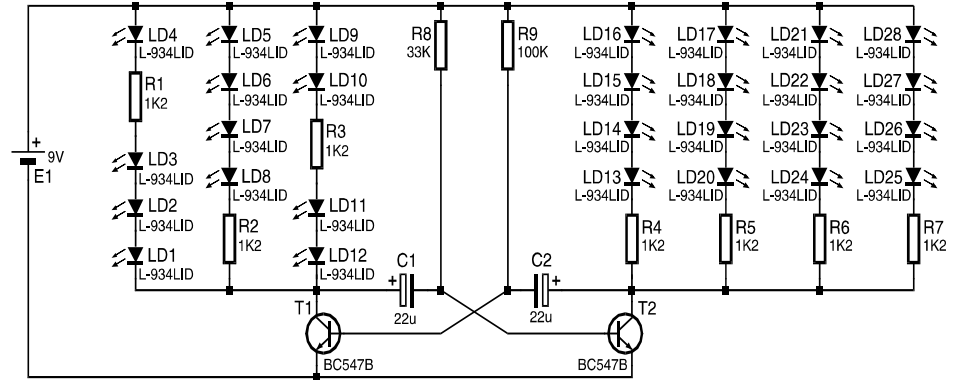 LD4
L-934LID
R1
1K2
LD3
L-934LID
LD2
L-934LID
LD1
L-934LID
LD5
L-934LID
LD6
L-934LID
LD7
L-934LID
LD8
L-934LID
R2
1K2
LD9
L-934LID
LD10
L-934LID
R3
1K2
LD11
L-934LID
LD12
L-934LID
R8
33K
R9
100K
LD16
L-934LID
LD15
L-934LID
LD14
L-934LID
LD13
L-934LID
R4
1K2
LD17
L-934LID
LD18
L-934LID
LD19
L-934LID
LD20
L-934LID
R5
1K2
LD21
L-934LID
LD22
L-934LID
LD23
L-934LID
LD24
L-934LID
R6
1K2
LD28
L-934LID
LD27
L-934LID
LD26
L-934LID
LD25
L-934LID
R7
1K2
+
9V
E1
C1
+
22u
C2
+
22u
T1
BC547B
T2
BC547B